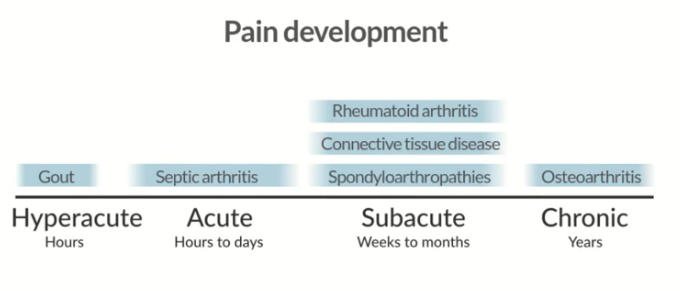 Pain development
Rheumatoid arthritis
Connective tissue disease
Gout
Septic arthritis
Spondyloarthropathies
Osteoarthritis
Hyperacute
Acute
Subacute
Chronic
Hours
Hours to days
Weeks to months
Years